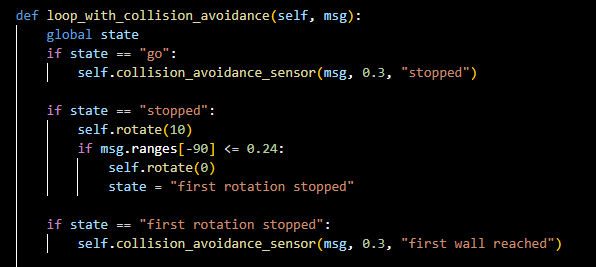 def loop_with_collision_avoidance(self, msg):
    global state
    if state == "go":
        self.collision_avoidance_sensor(msg, 0.3, "stopped")
    if state == "stopped":
        self.rotate(10)
        if msg.ranges[-90] <= 0.24:
            self.rotate(0)
            state = "first rotation stopped"
    if state == "first rotation stopped":
        self.collision_avoidance_sensor(msg, 0.3, "first wall reached")